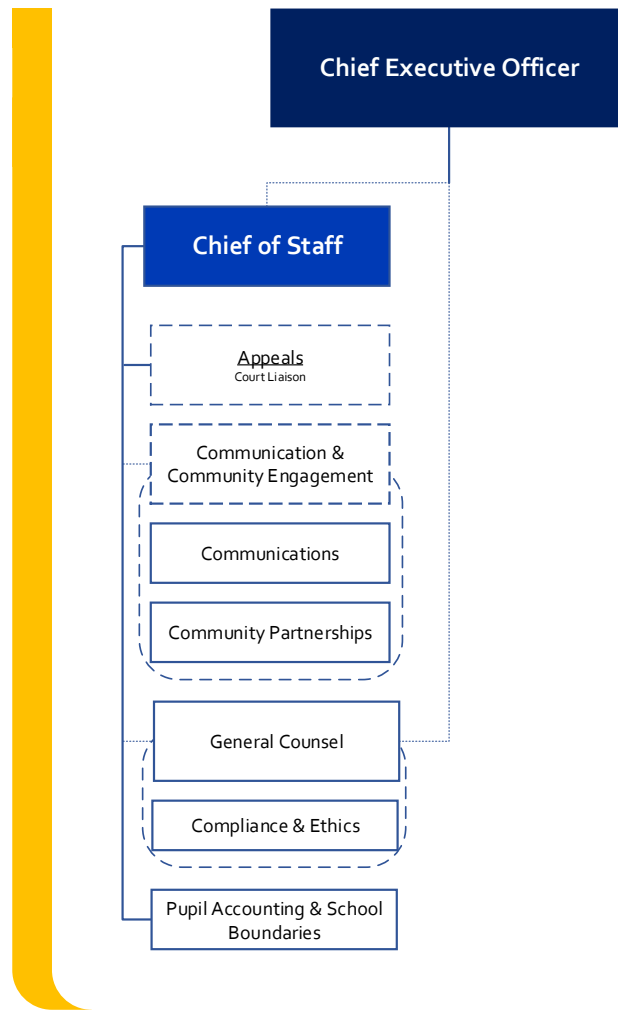 Chief Executive Officer
Chief of Staff
Appeals
Court Liaison
Communication &
Community Engagement
Communications
Community Partnerships
General Counsel
Compliance & Ethics
Pupil Accounting & School
Boundaries